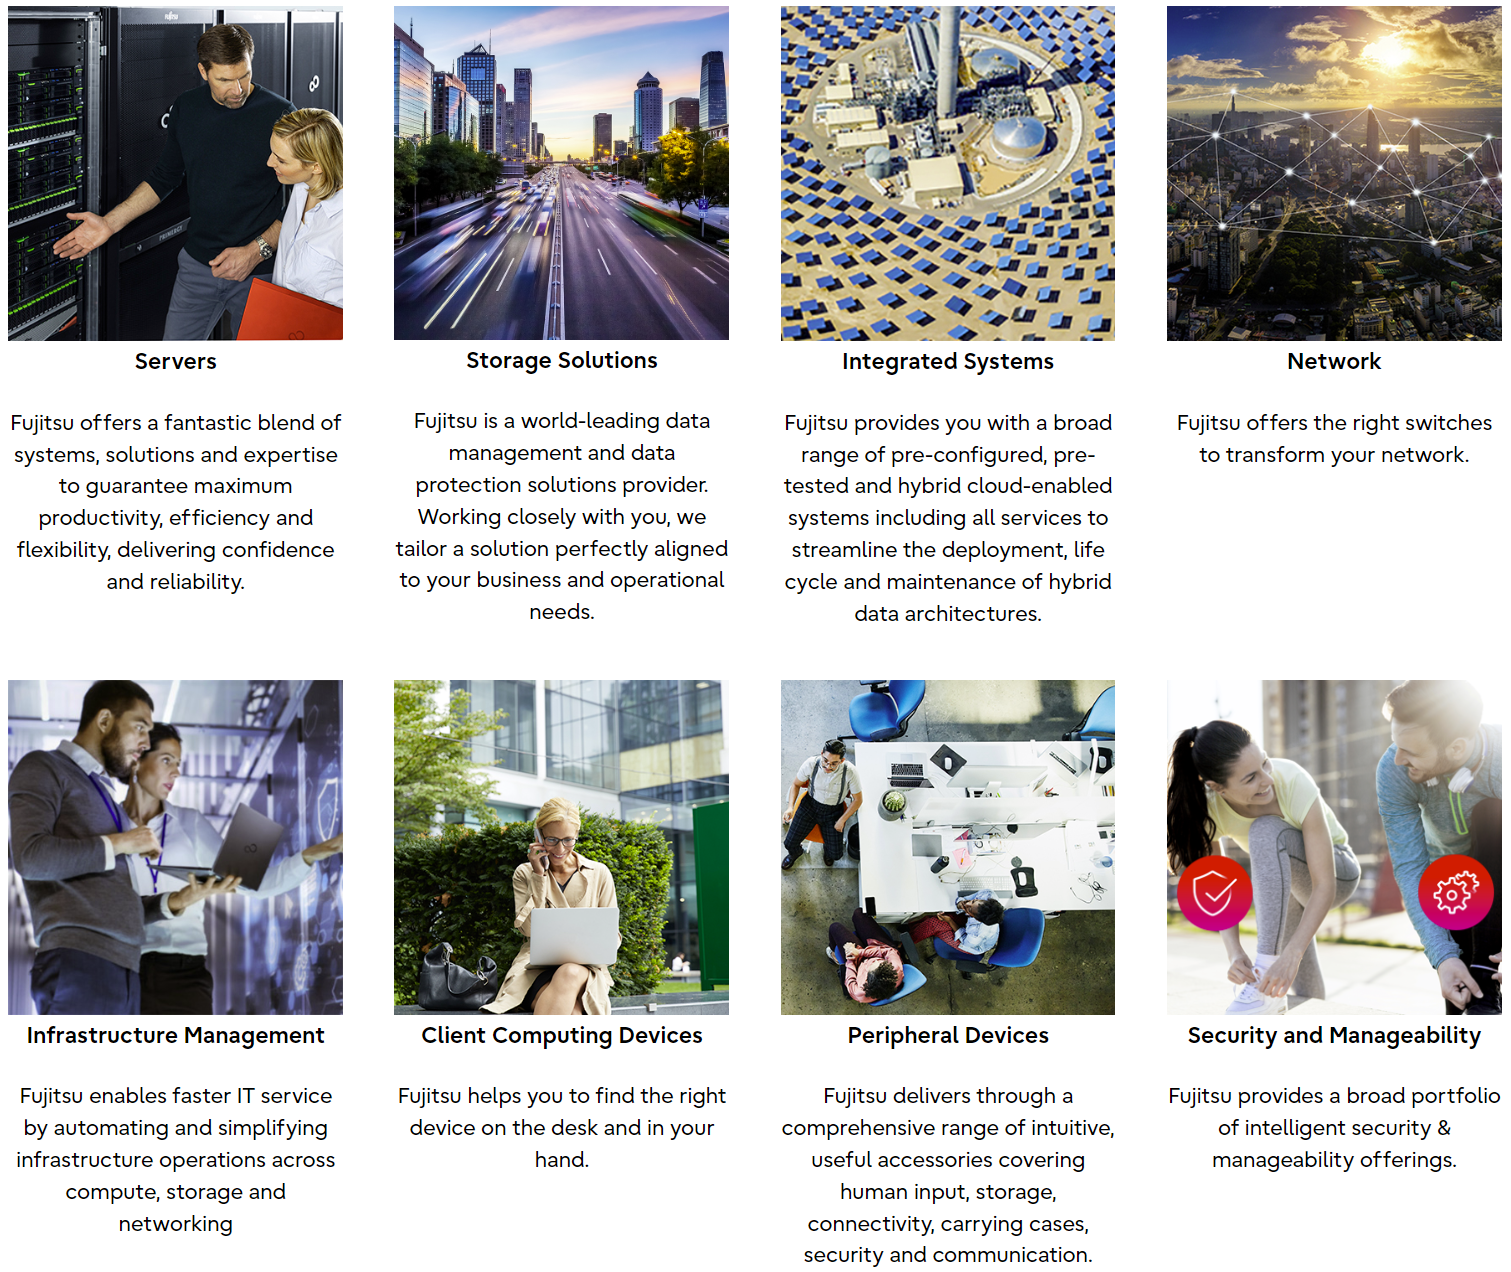 Servers
Fujitsu offers a fantastic blend of
systems, solutions and expertise
to guarantee maximum
productivity, efficiency and
flexibility, delivering confidence
and reliability.
Storage Solutions
Fujitsu is a world-leading data
management and data
protection solutions provider.
Working closely with you, we
tailor a solution perfectly aligned
to your business and operational
needs.
Integrated Systems
Fujitsu provides you with a broad
range of pre-configured, pre-
tested and hybrid cloud-enabled
systems including all services to
streamline the deployment, life
cycle and maintenance of hybrid
data architectures.
Network
Fujitsu offers the right switches
to transform your network.
Infrastructure Management
Fujitsu enables faster IT service
by automating and simplifying
infrastructure operations across
compute, storage and
networking
Client Computing Devices
Fujitsu helps you to find the right
device on the desk and in your
hand.
Peripheral Devices
Fujitsu delivers through a
comprehensive range of intuitive,
useful accessories covering
human input, storage,
connectivity, carrying cases,
security and communication.
Security and Manageability
Fujitsu provides a broad portfolio
of intelligent security &
manageability offerings.